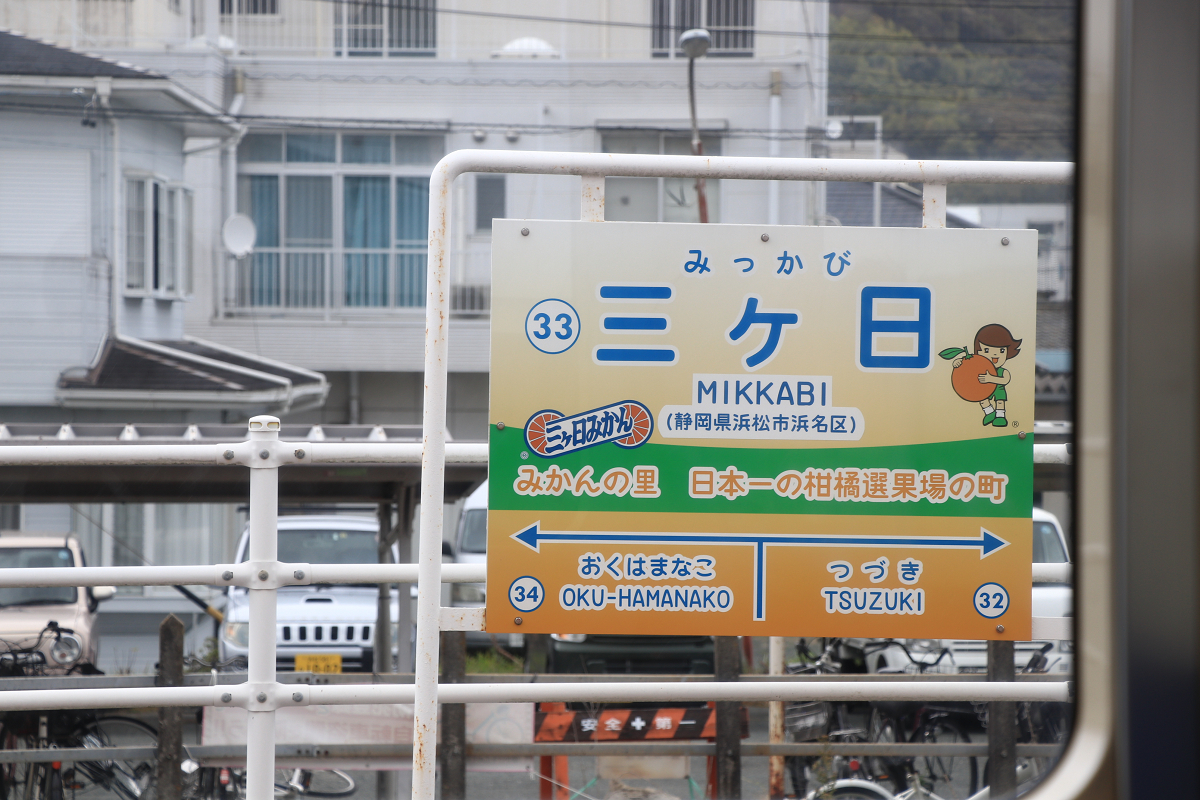 みっかび
33 三ケ日
MIKKABI
(静岡県浜松市浜名区)
三ヶ日みかん
®
みかんの里 日本一の柑橘選果場の町
おくはまなこ
34 OKU-HAMANAKO
つづき
TSUZUKI 32
安全✚第一